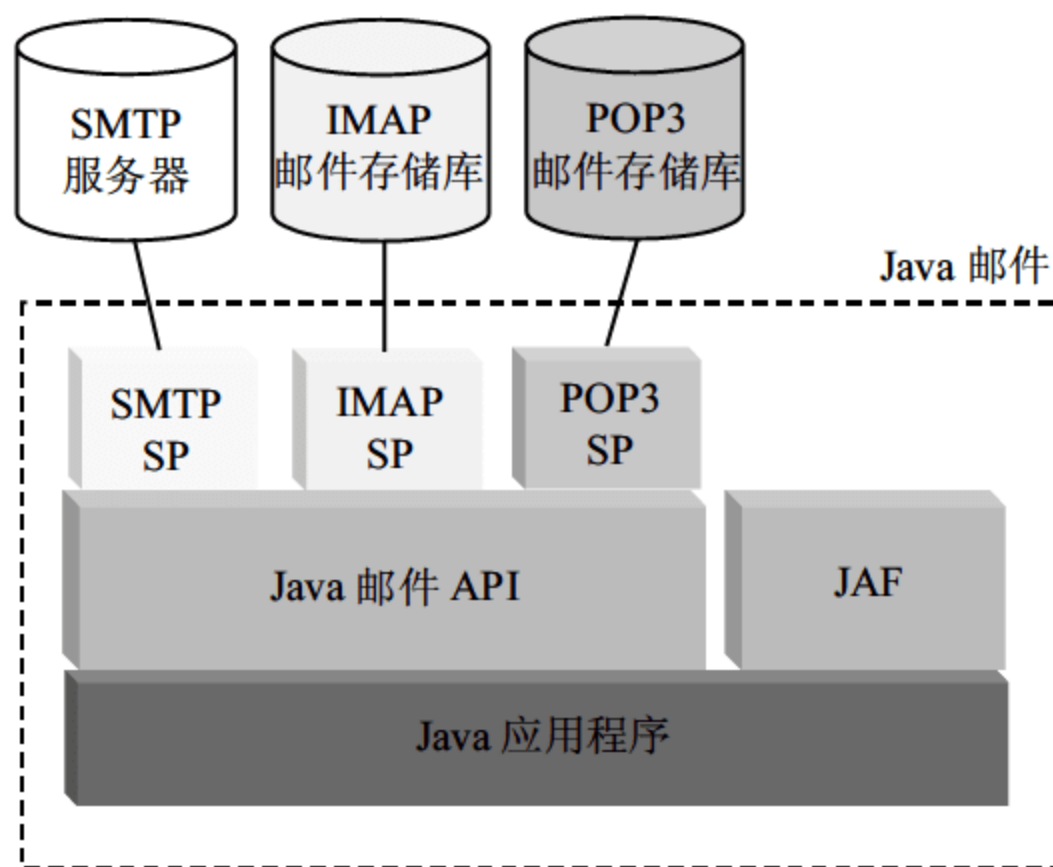 SMTP
服务器
IMAP
邮件存储库
POP3
邮件存储库
Java 邮件
SMTP
SP
IMAP
SP
POP3
SP
Java 邮件 API
JAF
Java 应用程序